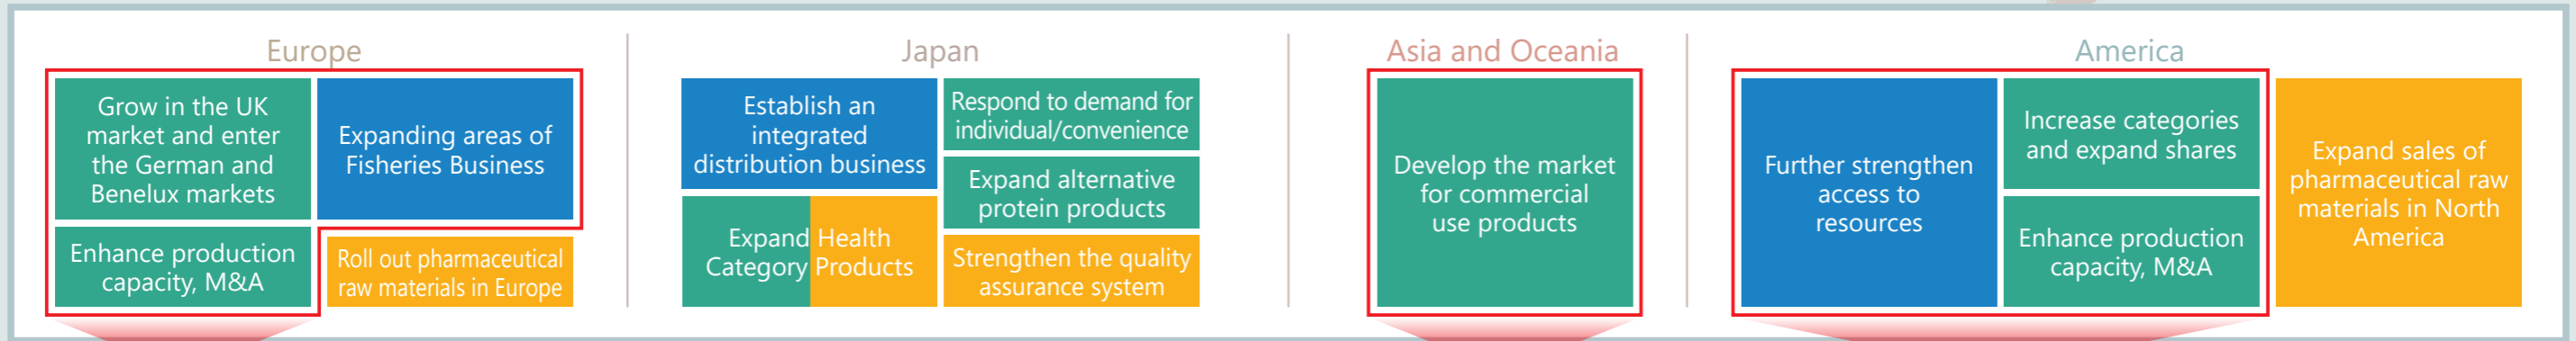 Europe
Grow in the UK
market and enter
the German and
Benelux markets
Expanding areas of
Fisheries Business
Enhance production
capacity, M&A
Roll out pharmaceutical
raw materials in Europe
Japan
Establish an
integrated
distribution business
Respond to demand for
individual/convenience
Expand alternative
protein products
Expand Health
Category Products
Strengthen the quality
assurance system
Asia and Oceania
Develop the market
for commercial
use products
America
Further strengthen
access to
resources
Increase categories
and expand shares
Enhance production
capacity, M&A
Expand sales of
pharmaceutical raw
materials in North
America